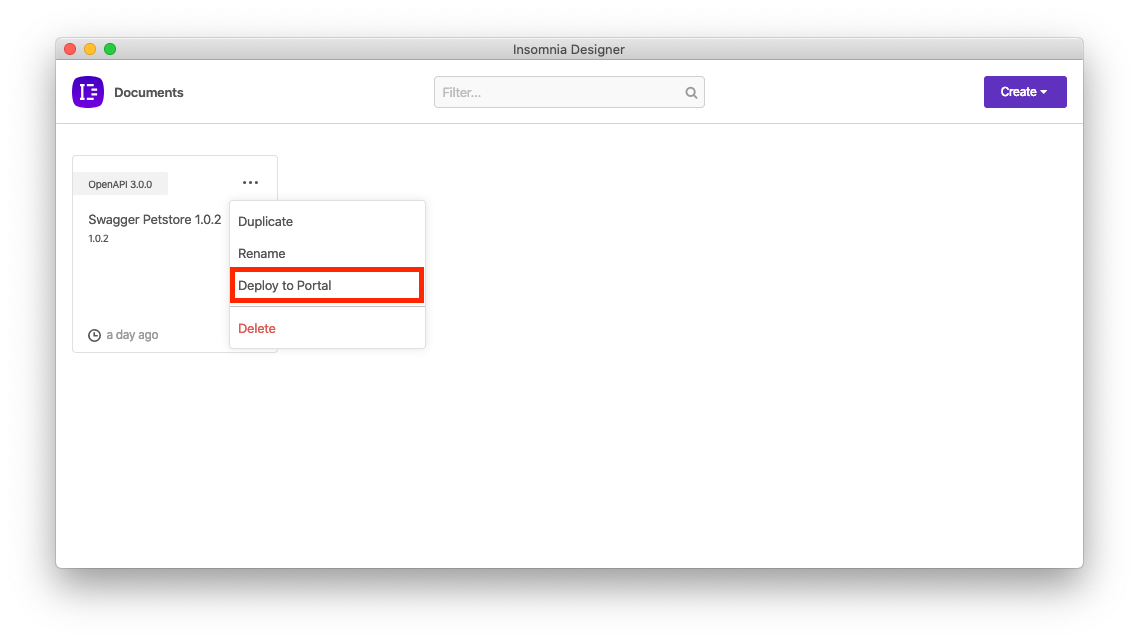 Insomnia Designer
Documents
Filter...
Create
OpenAPI 3.0.0
Swagger Petstore 1.0.2
1.0.2
Duplicate
Rename
Deploy to Portal
Delete
a day ago